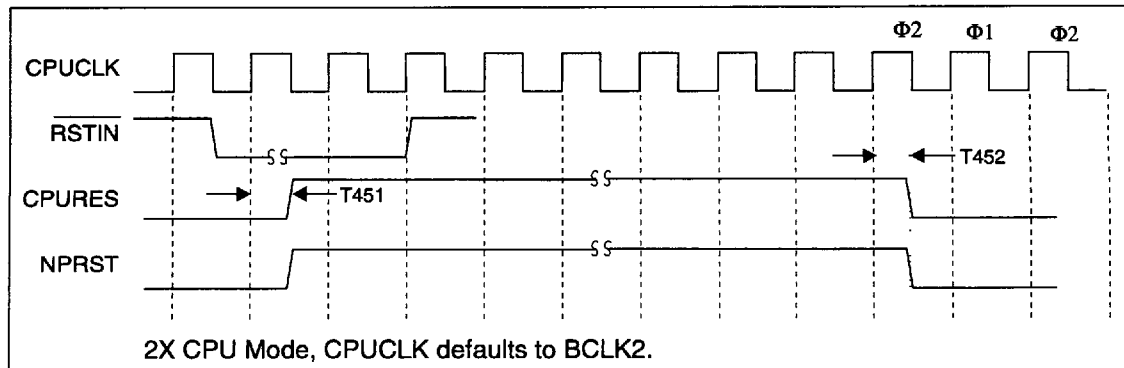 Φ2 Φ1 Φ2
CPUCLK
RSTIN
T452
CPURES
T451
NPRST
2X CPU Mode, CPUCLK defaults to BCLK2.